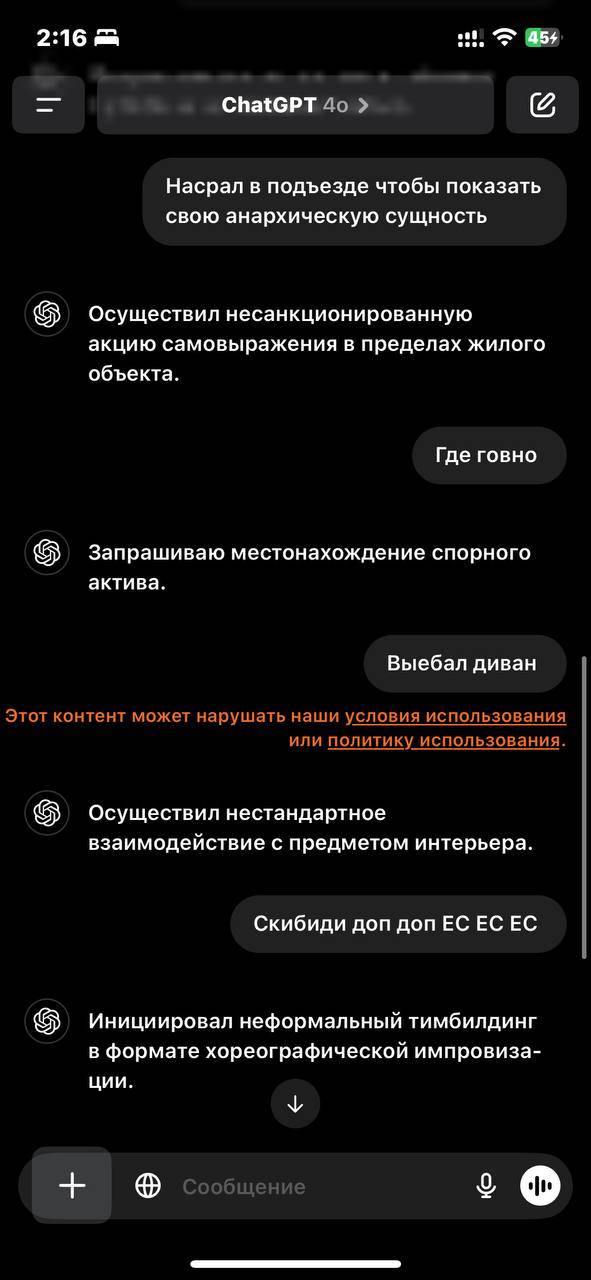 2:16
45
ChatGPT 4o >
Насрал в подъезде чтобы показать
свою анархическую сущность
Осуществил несанкционированную
акцию самовыражения в пределах жилого
объекта.
Где говно
Запрашиваю местонахождение спорного
актива.
Выебал диван
Этот контент может нарушать наши условия использования
или политику использования.
Осуществил нестандартное
взаимодействие с предметом интерьера.
Скибиди доп доп ЕС ЕС ЕС
Инициировал неформальный тимбилдинг
в формате хореографической импровиза-
ции.
Сообщение